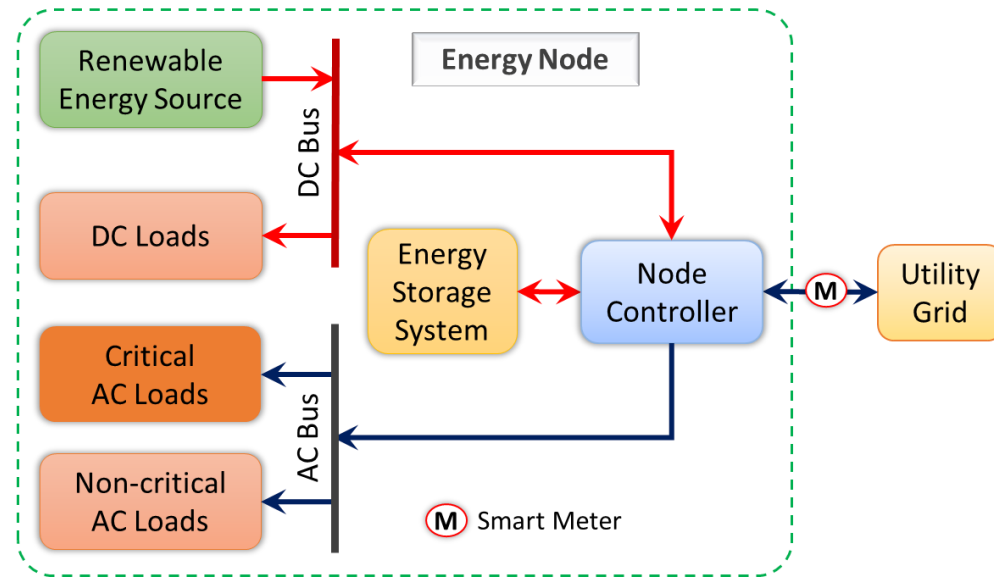 Renewable
Energy Source
Energy Node
DC Bus
DC Loads
Energy
Storage
System
Node
Controller
M
Utility
Grid
Critical
AC Loads
AC Bus
Non-critical
AC Loads
M Smart Meter